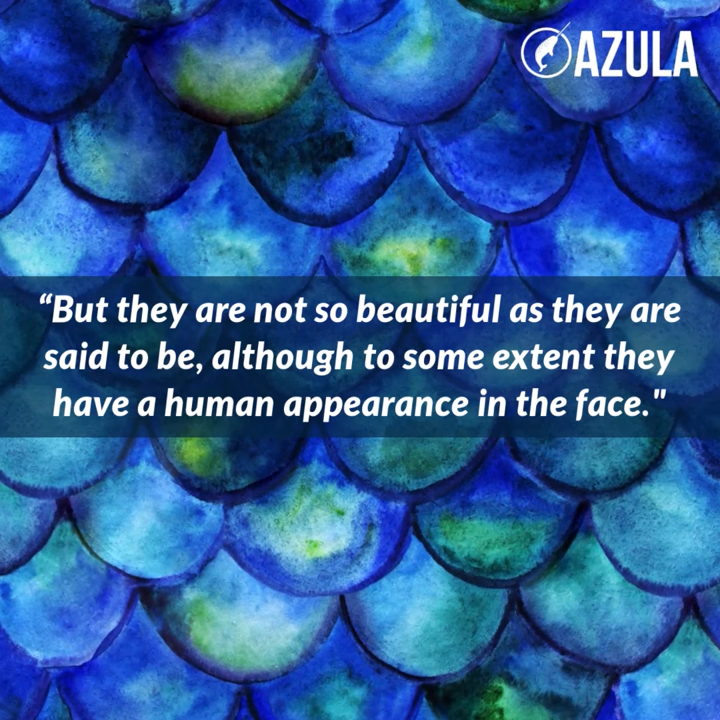 AZULA
“But they are not so beautiful as they are
said to be, although to some extent they
have a human appearance in the face."